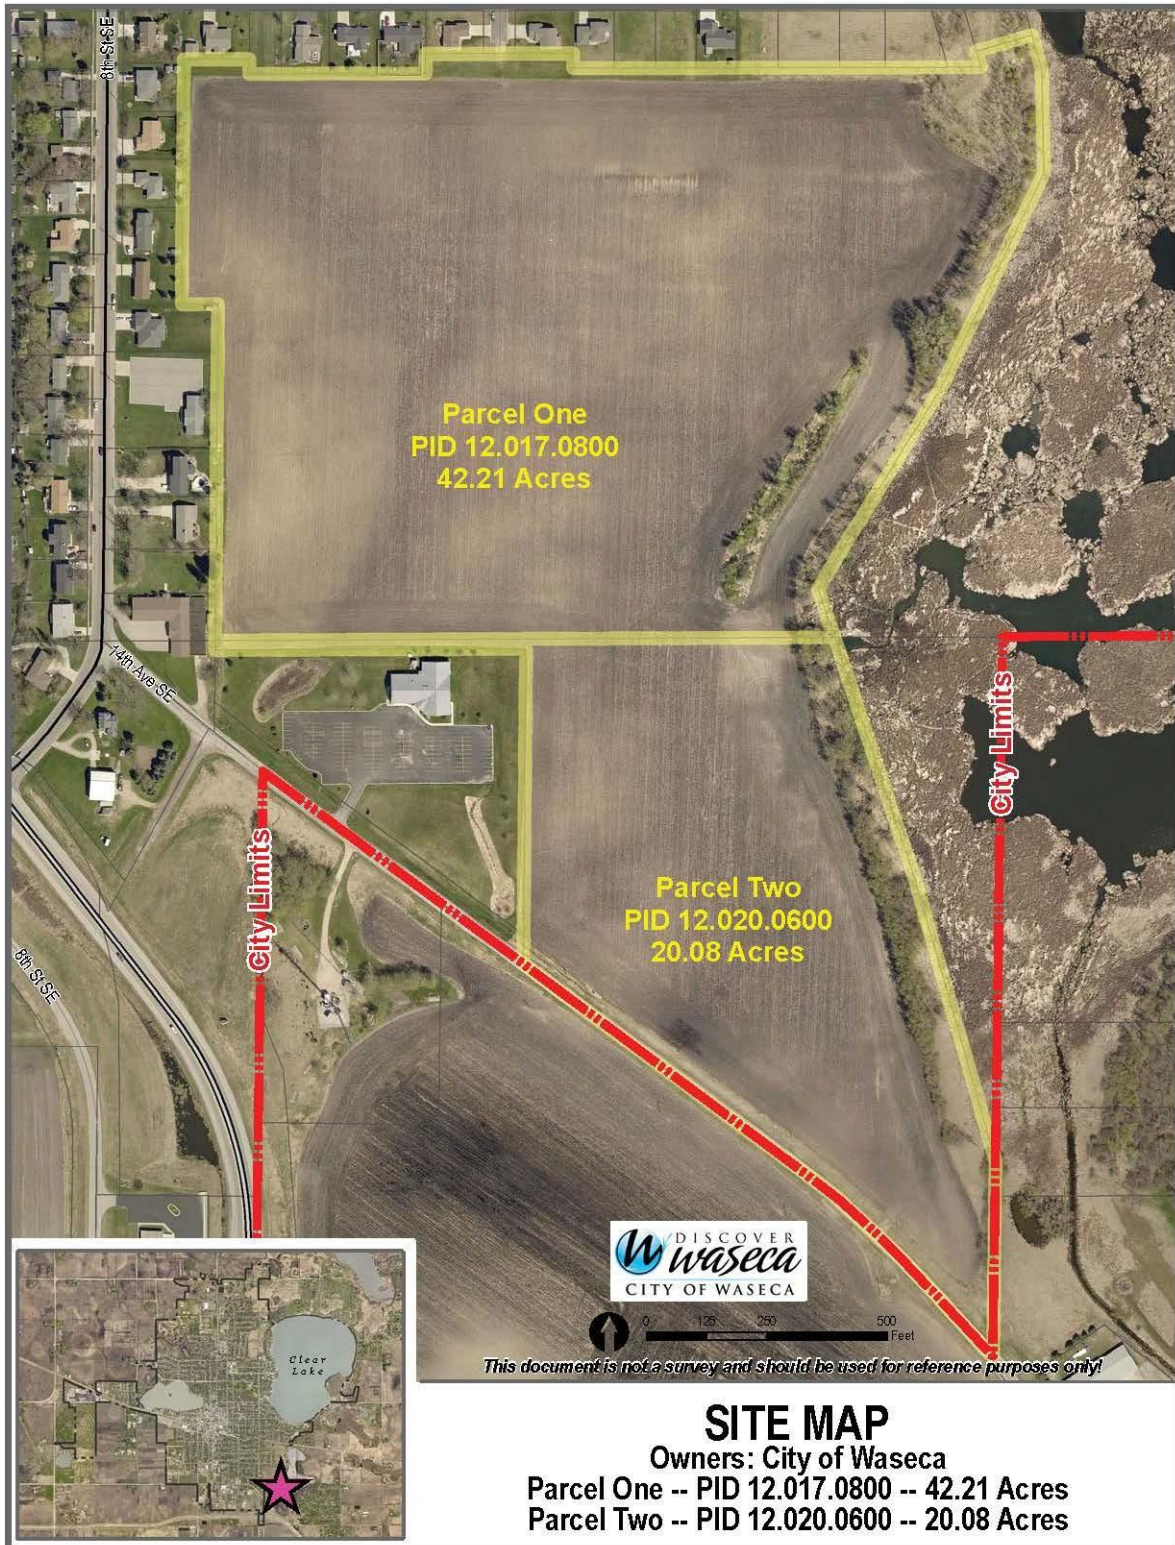 8th St SE
Parcel One
PID 12.017.0800
42.21 Acres
14th Ave SE
City Limits
City Limits
Parcel Two
PID 12.020.0600
20.08 Acres
8th St SE
DISCOVER
W waseca
CITY OF WASECA
0 125 250 500
Feet
This document is not a survey and should be used for reference purposes only!
Clear
Lake
SITE MAP
Owners: City of Waseca
Parcel One -- PID 12.017.0800 -- 42.21 Acres
Parcel Two -- PID 12.020.0600 -- 20.08 Acres